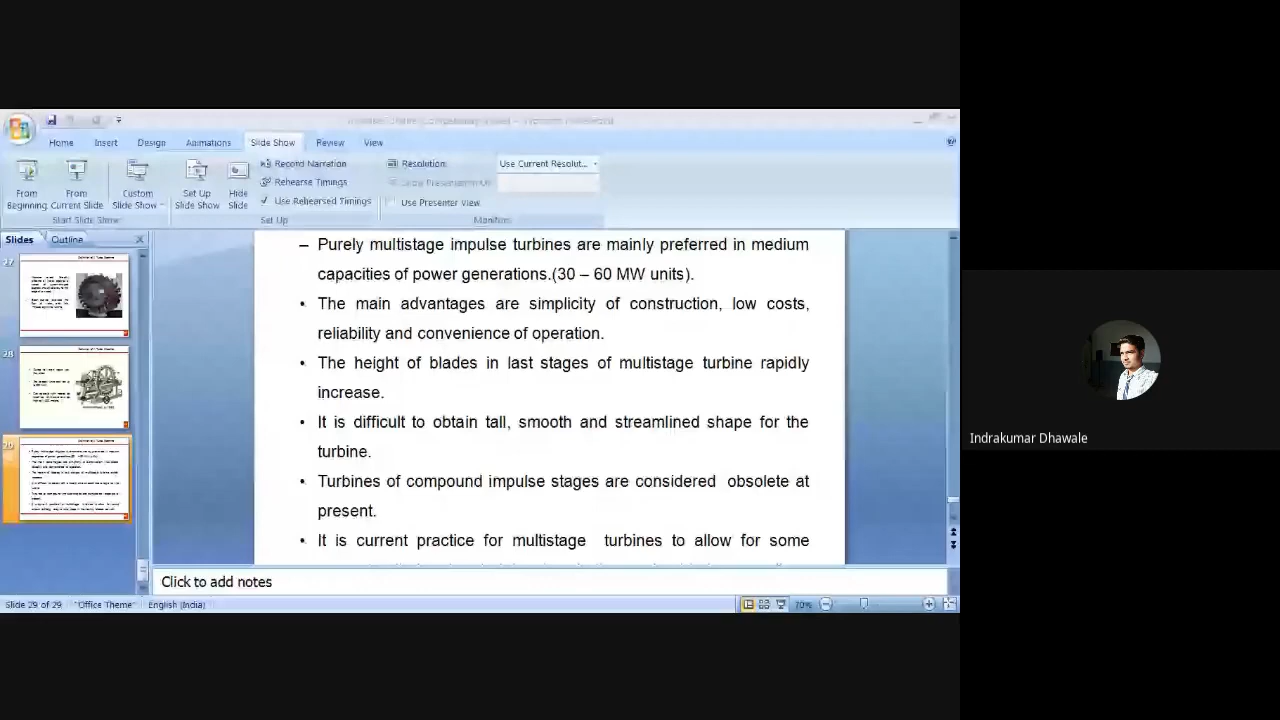 Home Insert Design Animations Slide Show Review View
Record Narration
Resolution:
Use Current Resolut...
Rehearse Timings
Use Rehearsed Timings
Use Presenter View
From Beginning
From Current Slide
Custom Slide Show
Set Up Slide Show
Hide Slide
Start Slide Show
Set Up
Monitors
Slides Outline
27
28
29
– Purely multistage impulse turbines are mainly preferred in medium
capacities of power generations.(30 – 60 MW units).
• The main advantages are simplicity of construction, low costs,
reliability and convenience of operation.
• The height of blades in last stages of multistage turbine rapidly
increase.
• It is difficult to obtain tall, smooth and streamlined shape for the
turbine.
• Turbines of compound impulse stages are considered obsolete at
present.
• It is current practice for multistage turbines to allow for some
Click to add notes
Slide 29 of 29 "Office Theme" English (India)
70%
Indrakumar Dhawale